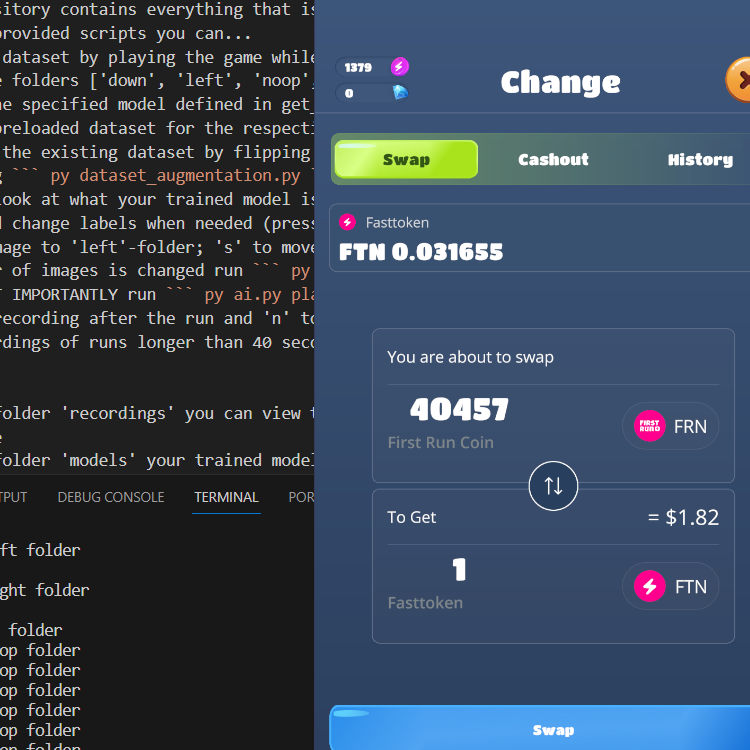 sitory contains everything that is
provided scripts you can...
dataset by playing the game while
e folders ['down', 'left', 'noop',
he specified model defined in get_
preloaded dataset for the respecti
the existing dataset by flipping
g ``` py dataset_augmentation.py l
look at what your trained model is
d change labels when needed (press
mage to 'left'-folder; 's' to move
r of images is changed run ``` py
T IMPORTANTLY run ``` py ai.py pla
recording after the run and 'n' to
rdings of runs longer than 40 seco
folder 'recordings' you can view t
e
folder 'models' your trained model
TPUT DEBUG CONSOLE TERMINAL POR
ft folder
ght folder
folder
op folder
op folder
op folder
op folder
op folder
op folder
1379
0
Change
Swap Cashout History
Fasttoken
FTN 0.031655
You are about to swap
40457
First Run Coin
FIRST
RUNO
FRN
To Get = $1.82
1
Fasttoken
FTN
Swap